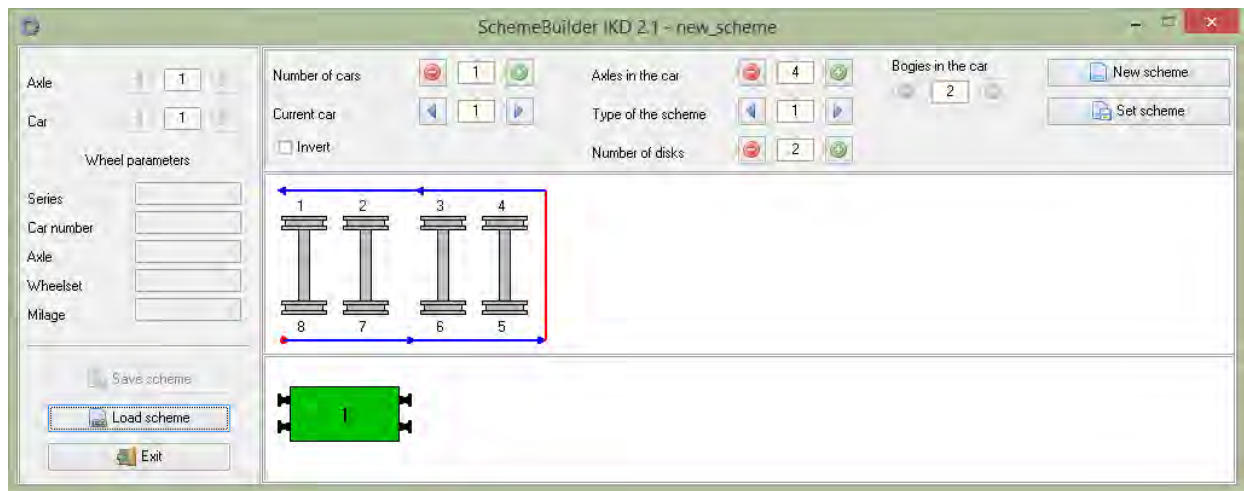 SchemeBuilder IKD 2.1 - new_scheme
Axle 1
Car 1
Wheel parameters
Series
Car number
Axle
Wheelset
Milage
Save scheme
Load scheme
Exit
Number of cars 1
Current car 1
Invert
Axles in the car 4
Type of the scheme 1
Number of disks 2
Bogies in the car
2
New scheme
Set scheme
1 2 3 4
8 7 6 5
1